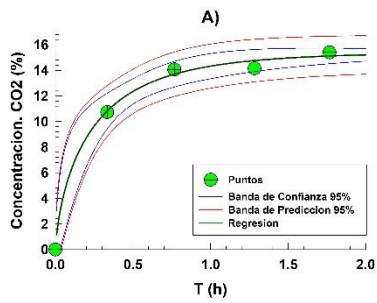 A)
Concentracion. CO2 (%)
16
14
12
10
8
6
4
2
0
0.0
0.5
1.0
1.5
2.0
T (h)
Puntos
Banda de Confianza 95%
Banda de Prediccion 95%
Regresion